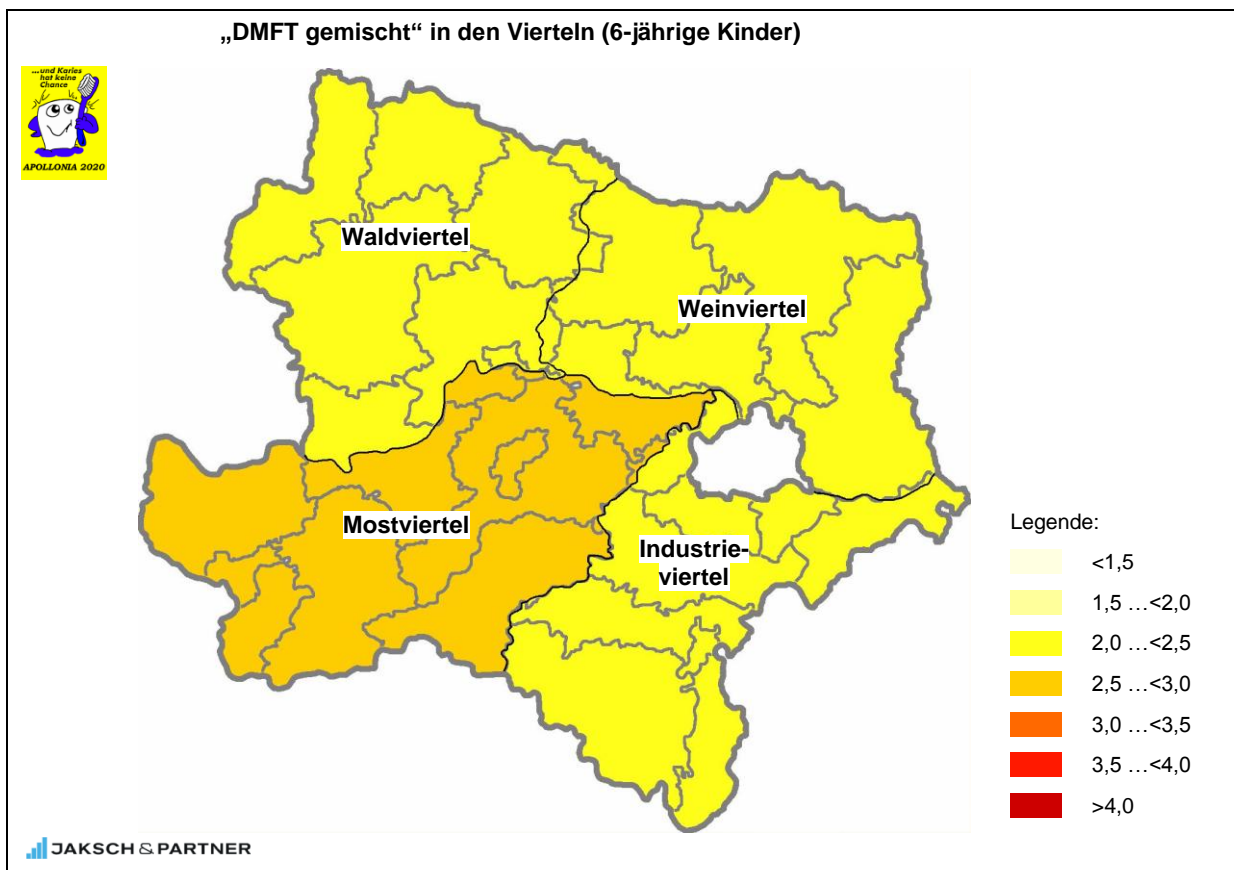 „DMFT gemischt“ in den Vierteln (6-jährige Kinder)
...und Karies
hat keine
Chance
APOLLONIA 2020
Waldviertel
Weinviertel
Mostviertel
Industrie-
viertel
Legende:
<1,5
1,5 …<2,0
2,0 …<2,5
2,5 …<3,0
3,0 …<3,5
3,5 …<4,0
>4,0
JAKSCH & PARTNER